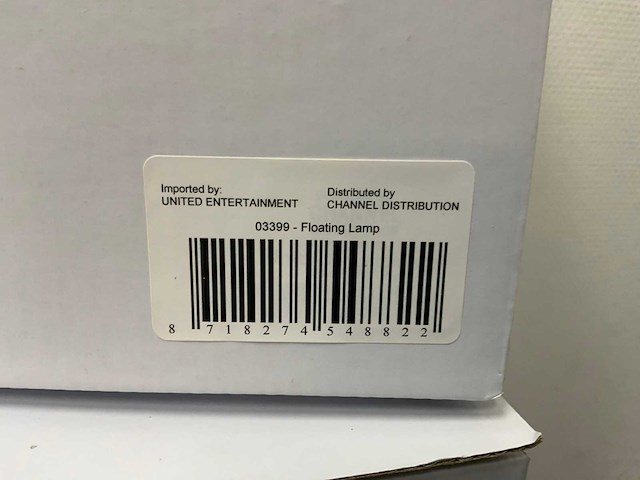 Imported by:
UNITED ENTERTAINMENT
Distributed by
CHANNEL DISTRIBUTION
03399 - Floating Lamp
8 718274 548822